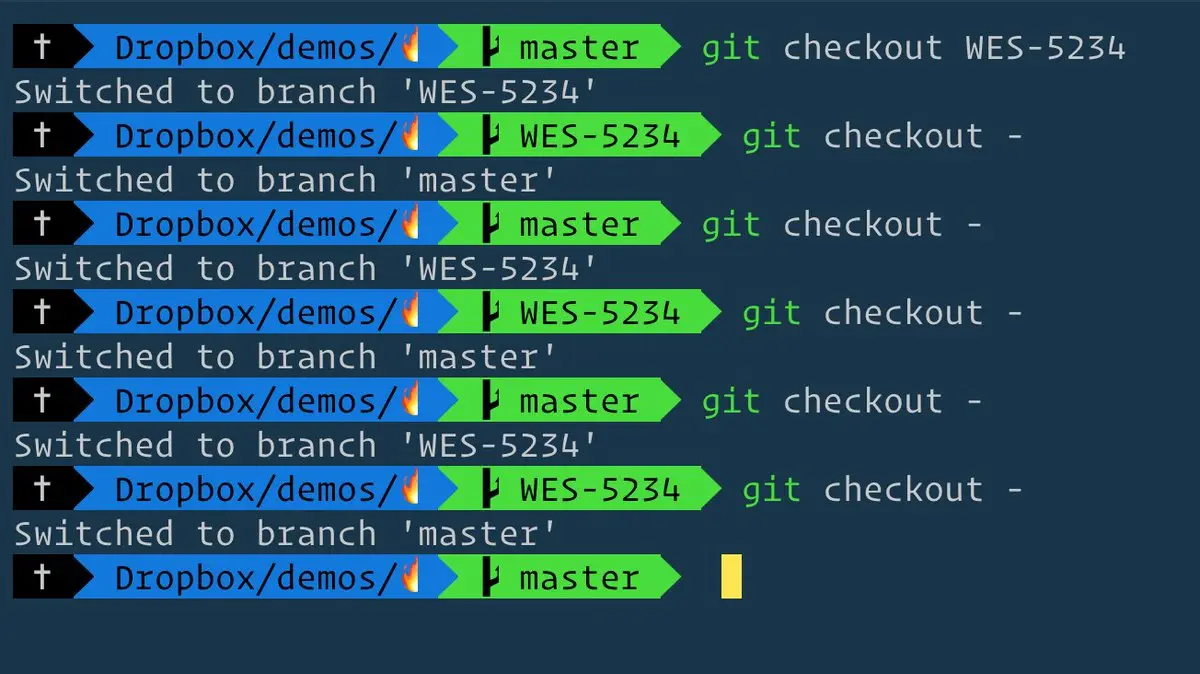 † Dropbox/demos/🔥 master git checkout WES-5234
Switched to branch 'WES-5234'
† Dropbox/demos/🔥 WES-5234 git checkout -
Switched to branch 'master'
† Dropbox/demos/🔥 master git checkout -
Switched to branch 'WES-5234'
† Dropbox/demos/🔥 WES-5234 git checkout -
Switched to branch 'master'
† Dropbox/demos/🔥 master git checkout -
Switched to branch 'WES-5234'
† Dropbox/demos/🔥 WES-5234 git checkout -
Switched to branch 'master'
† Dropbox/demos/🔥 master